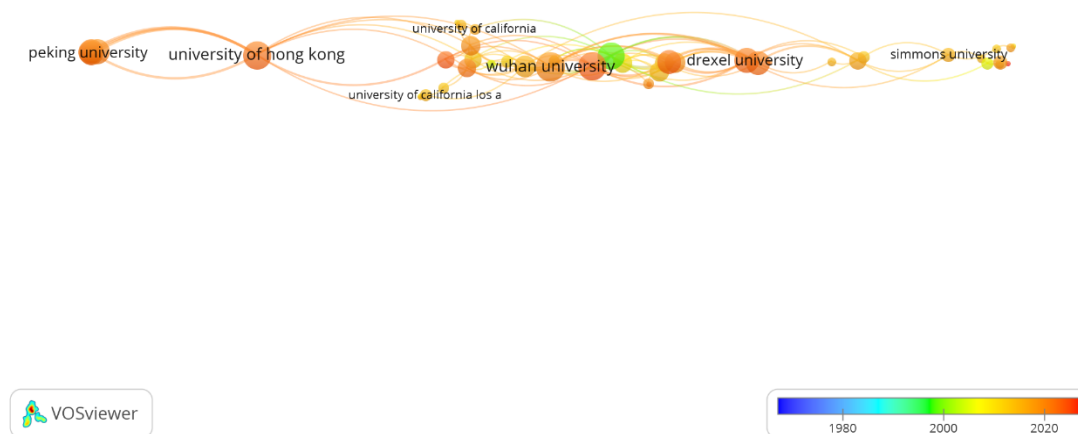 university of california
peking university
university of hong kong
wuhan university
drexel university
simmons university
university of california los a
VOSviewer
1980
2000
2020